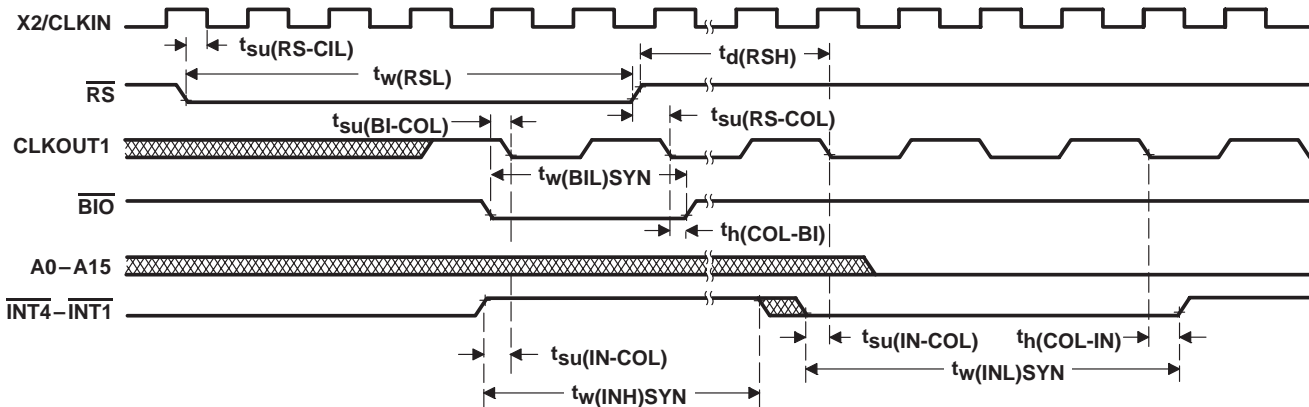 X2/CLKIN
tsu(RS-CIL)
td(RSH)
tw(RSL)
RS
tsu(BI-COL)
tsu(RS-COL)
CLKOUT1
tw(BIL)SYN
BIO
th(COL-BI)
A0–A15
INT4–INT1
tsu(IN-COL)
tsu(IN-COL)
th(COL-IN)
tw(INH)SYN
tw(INL)SYN